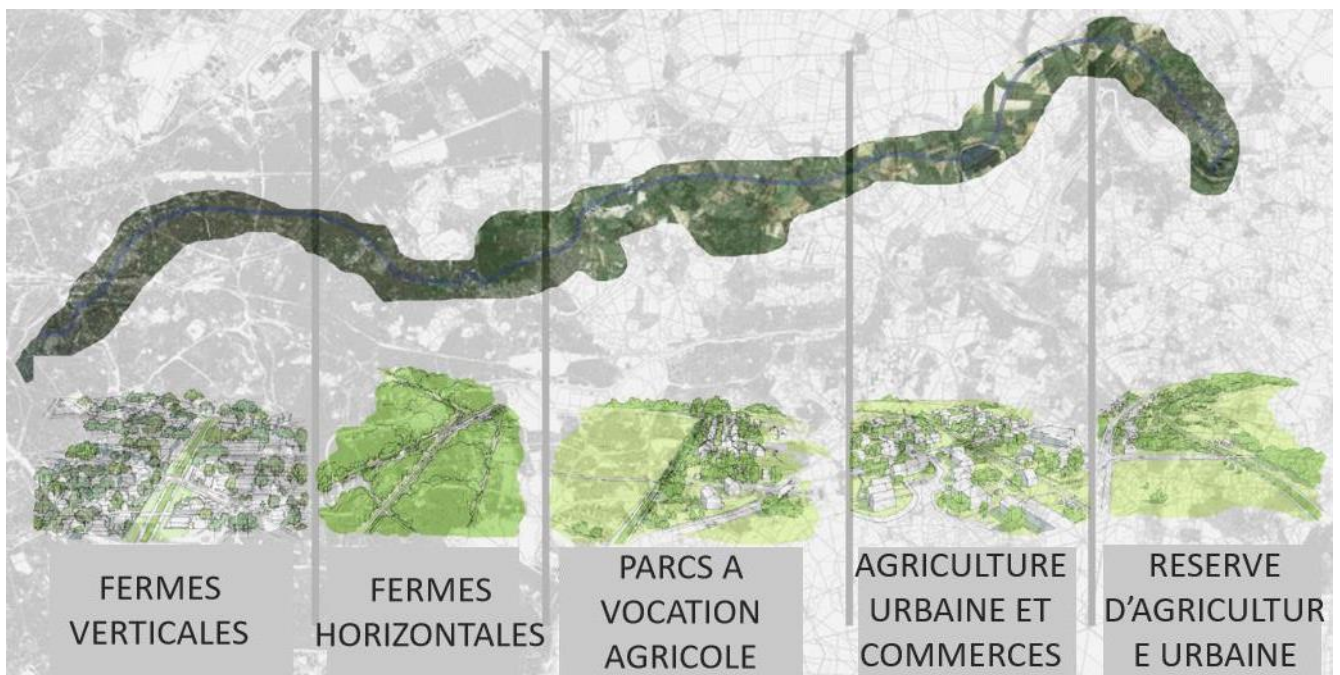 FERMES
VERTICALES
FERMES
HORIZONTALES
PARCS A
VOCATION
AGRICOLE
AGRICULTURE
URBAINE ET
COMMERCES
RESERVE
D’AGRICULTUR
E URBAINE